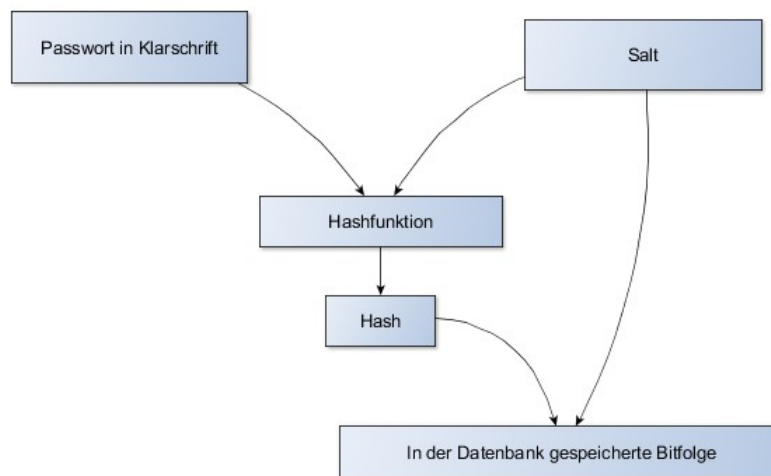 Passwort in Klarschrift
Salt
Hashfunktion
Hash
In der Datenbank gespeicherte Bitfolge